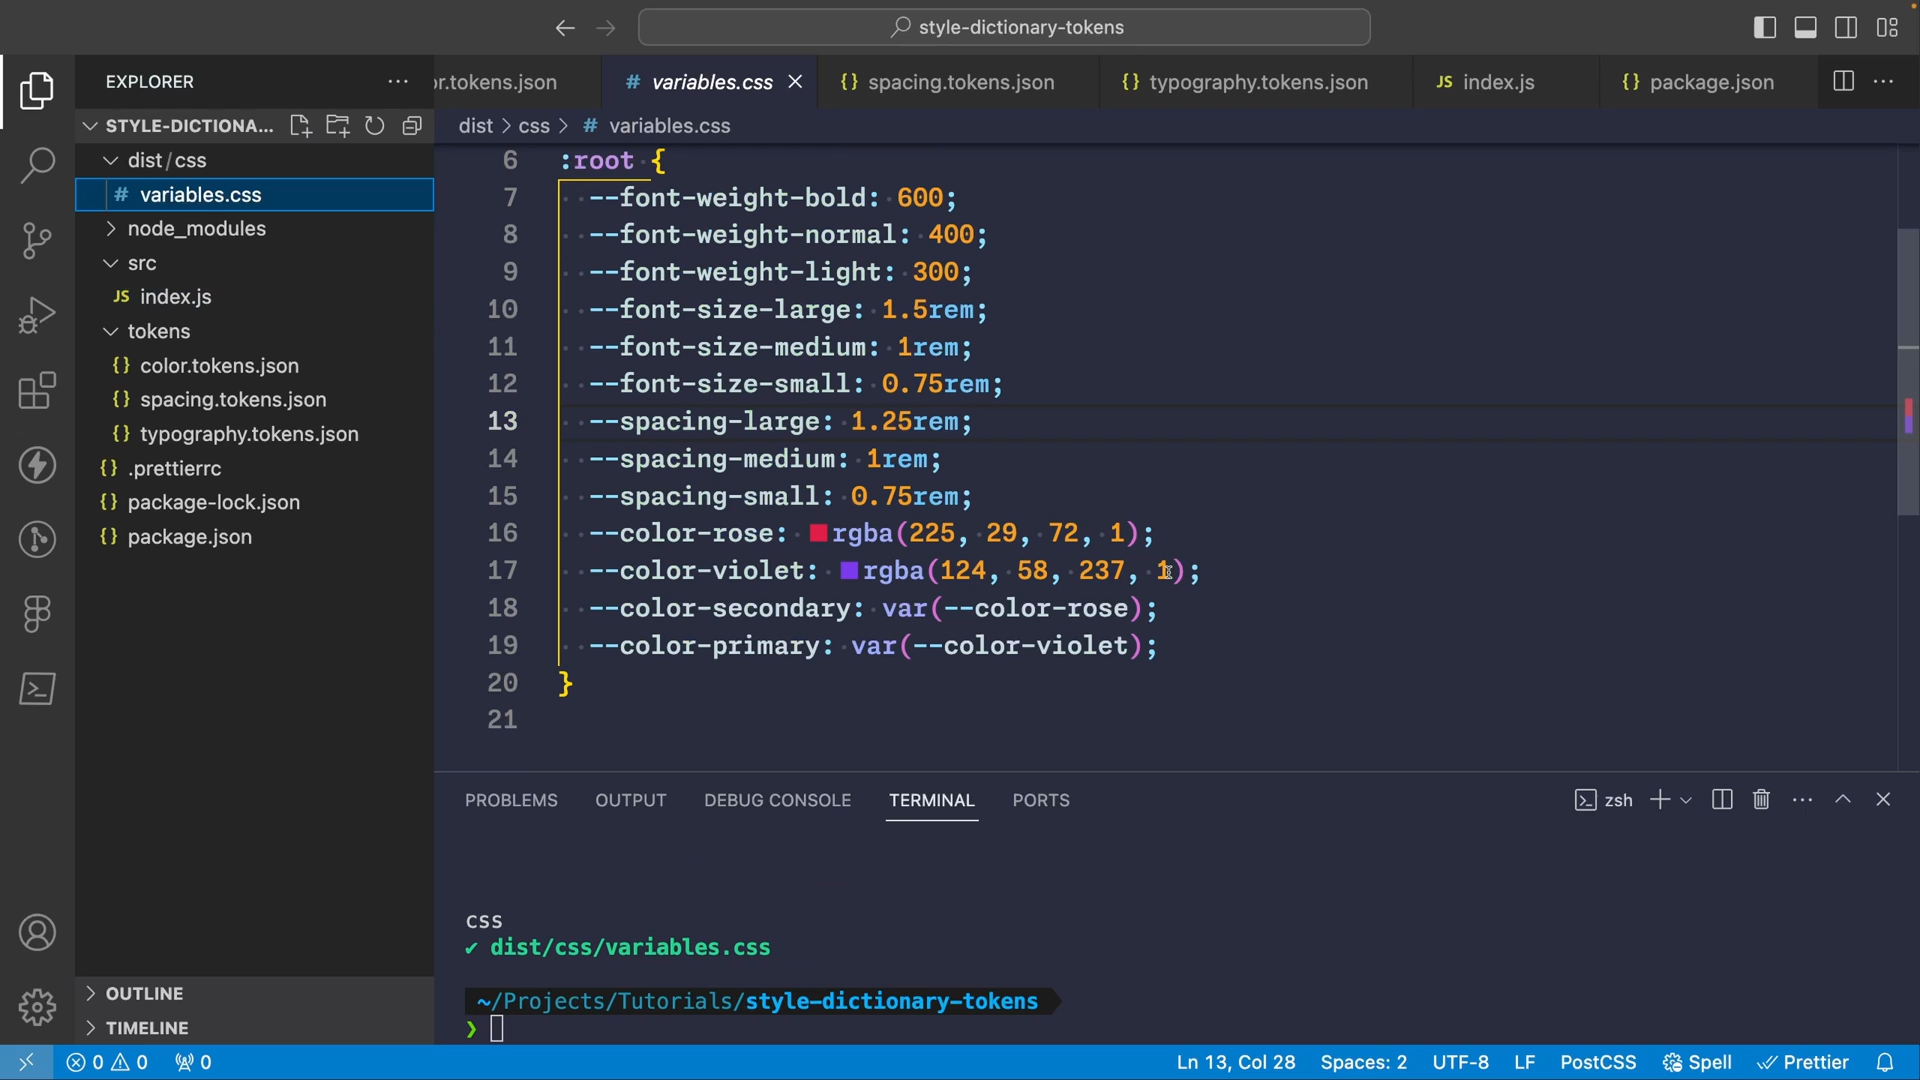 style-dictionary-tokens
EXPLORER
or.tokens.json
# variables.css
{} spacing.tokens.json
{} typography.tokens.json
JS index.js
{} package.json
STYLE-DICTIONA...
dist > css > # variables.css
dist/css
# variables.css
node_modules
src
JS index.js
tokens
{} color.tokens.json
{} spacing.tokens.json
{} typography.tokens.json
{} .prettierrc
{} package-lock.json
{} package.json
OUTLINE
TIMELINE
6 :root {
7 --font-weight-bold: 600;
8 --font-weight-normal: 400;
9 --font-weight-light: 300;
10 --font-size-large: 1.5rem;
11 --font-size-medium: 1rem;
12 --font-size-small: 0.75rem;
13 --spacing-large: 1.25rem;
14 --spacing-medium: 1rem;
15 --spacing-small: 0.75rem;
16 --color-rose: rgba(225, 29, 72, 1);
17 --color-violet: rgba(124, 58, 237, 1);
18 --color-secondary: var(--color-rose);
19 --color-primary: var(--color-violet);
20 }
21
PROBLEMS OUTPUT DEBUG CONSOLE TERMINAL PORTS
zsh
css
✔ dist/css/variables.css
~/Projects/Tutorials/style-dictionary-tokens
❯
0 0 0
Ln 13, Col 28 Spaces: 2 UTF-8 LF PostCSS Spell Prettier